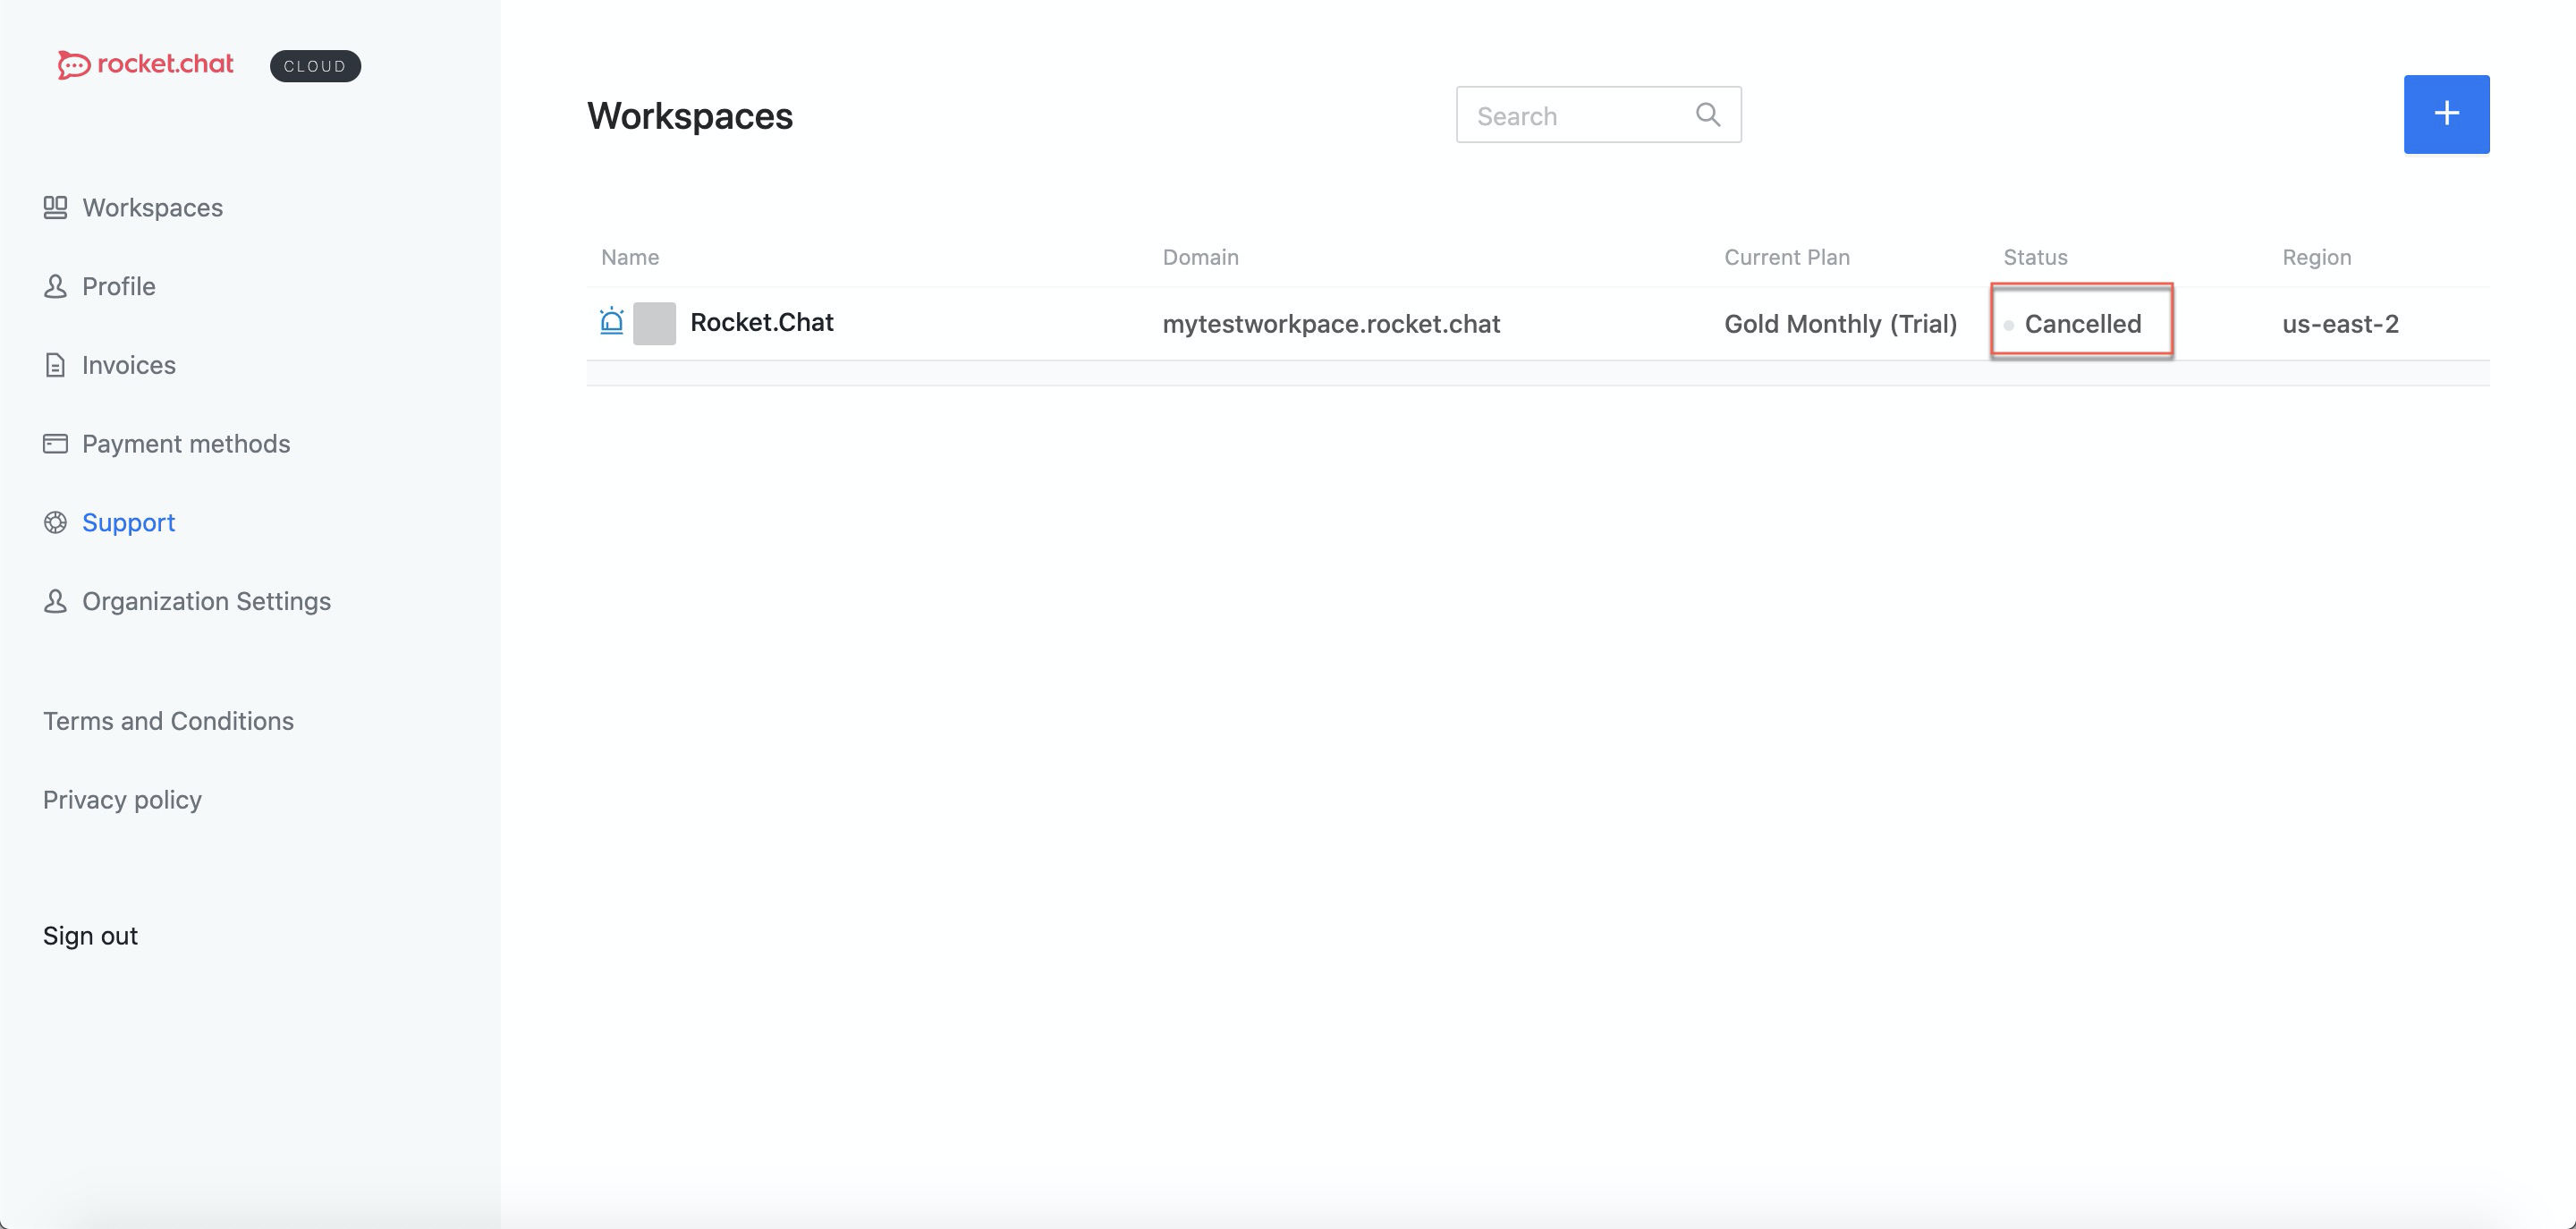 rocket.chat CLOUD
Workspaces
Profile
Invoices
Payment methods
Support
Organization Settings
Terms and Conditions
Privacy policy
Sign out
Workspaces
Search
+
Name Domain Current Plan Status Region
Rocket.Chat mytestworkpace.rocket.chat Gold Monthly (Trial) Cancelled us-east-2